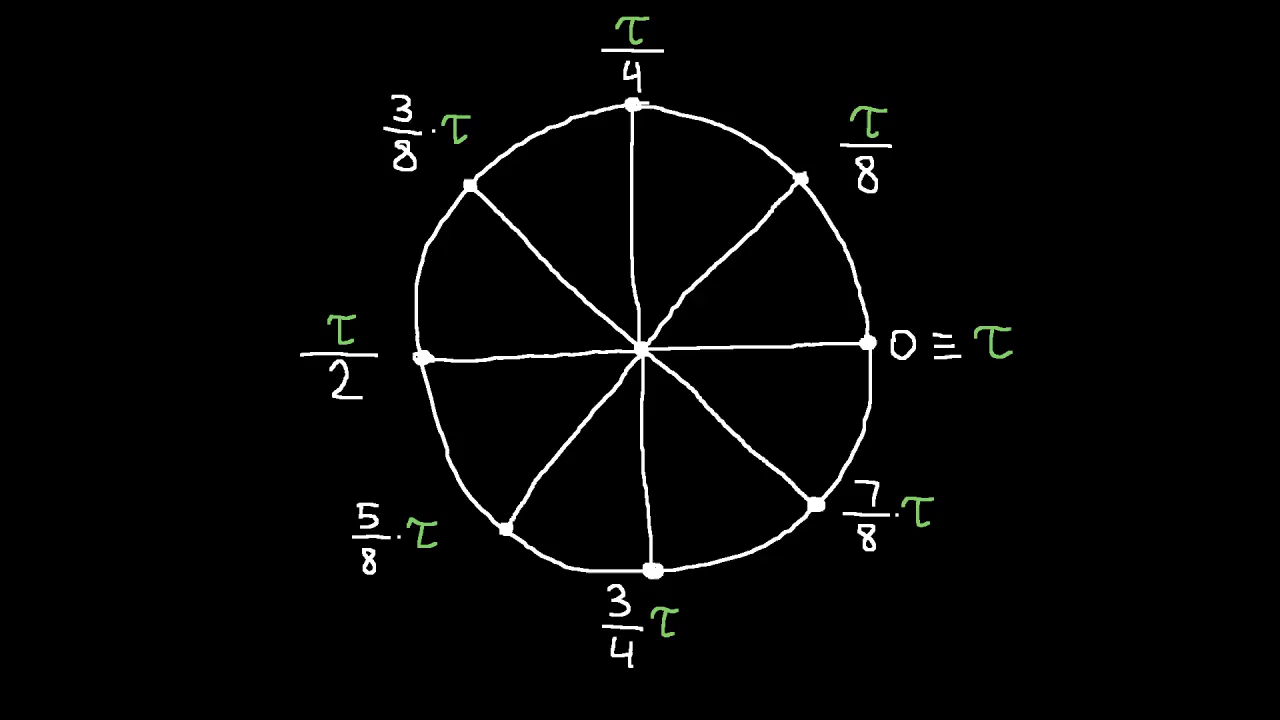 τ/4
3/8 · τ
τ/8
τ/2
0 ≡ τ
5/8 · τ
7/8 · τ
3/4 τ